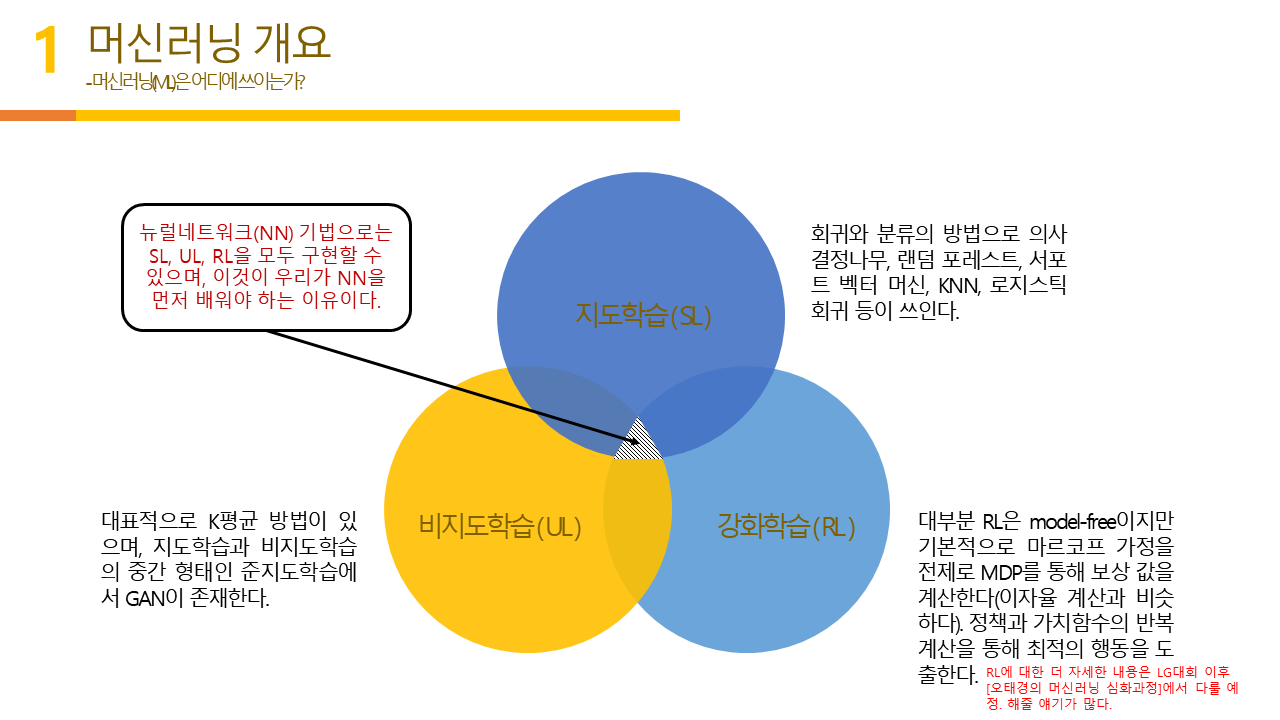 1
머신러닝 개요
-머신러닝(ML)은 어디에 쓰이는가?
뉴럴네트워크(NN) 기법으로는
SL, UL, RL을 모두 구현할 수
있으며, 이것이 우리가 NN을
먼저 배워야 하는 이유이다.
회귀와 분류의 방법으로 의사
결정나무, 랜덤 포레스트, 서포
트 벡터 머신, KNN, 로지스틱
회귀 등이 쓰인다.
지도학습(SL)
비지도학습(UL)
강화학습(RL)
대표적으로 K평균 방법이 있
으며, 지도학습과 비지도학습
의 중간 형태인 준지도학습에
서 GAN이 존재한다.
대부분 RL은 model-free이지만
기본적으로 마르코프 가정을
전제로 MDP를 통해 보상 값을
계산한다(이자율 계산과 비슷
하다). 정책과 가치함수의 반복
계산을 통해 최적의 행동을 도
출한다.
RL에 대한 더 자세한 내용은 LG대회 이후
[오태경의 머신러닝 심화과정]에서 다룰 예
정. 해줄 얘기가 많다.